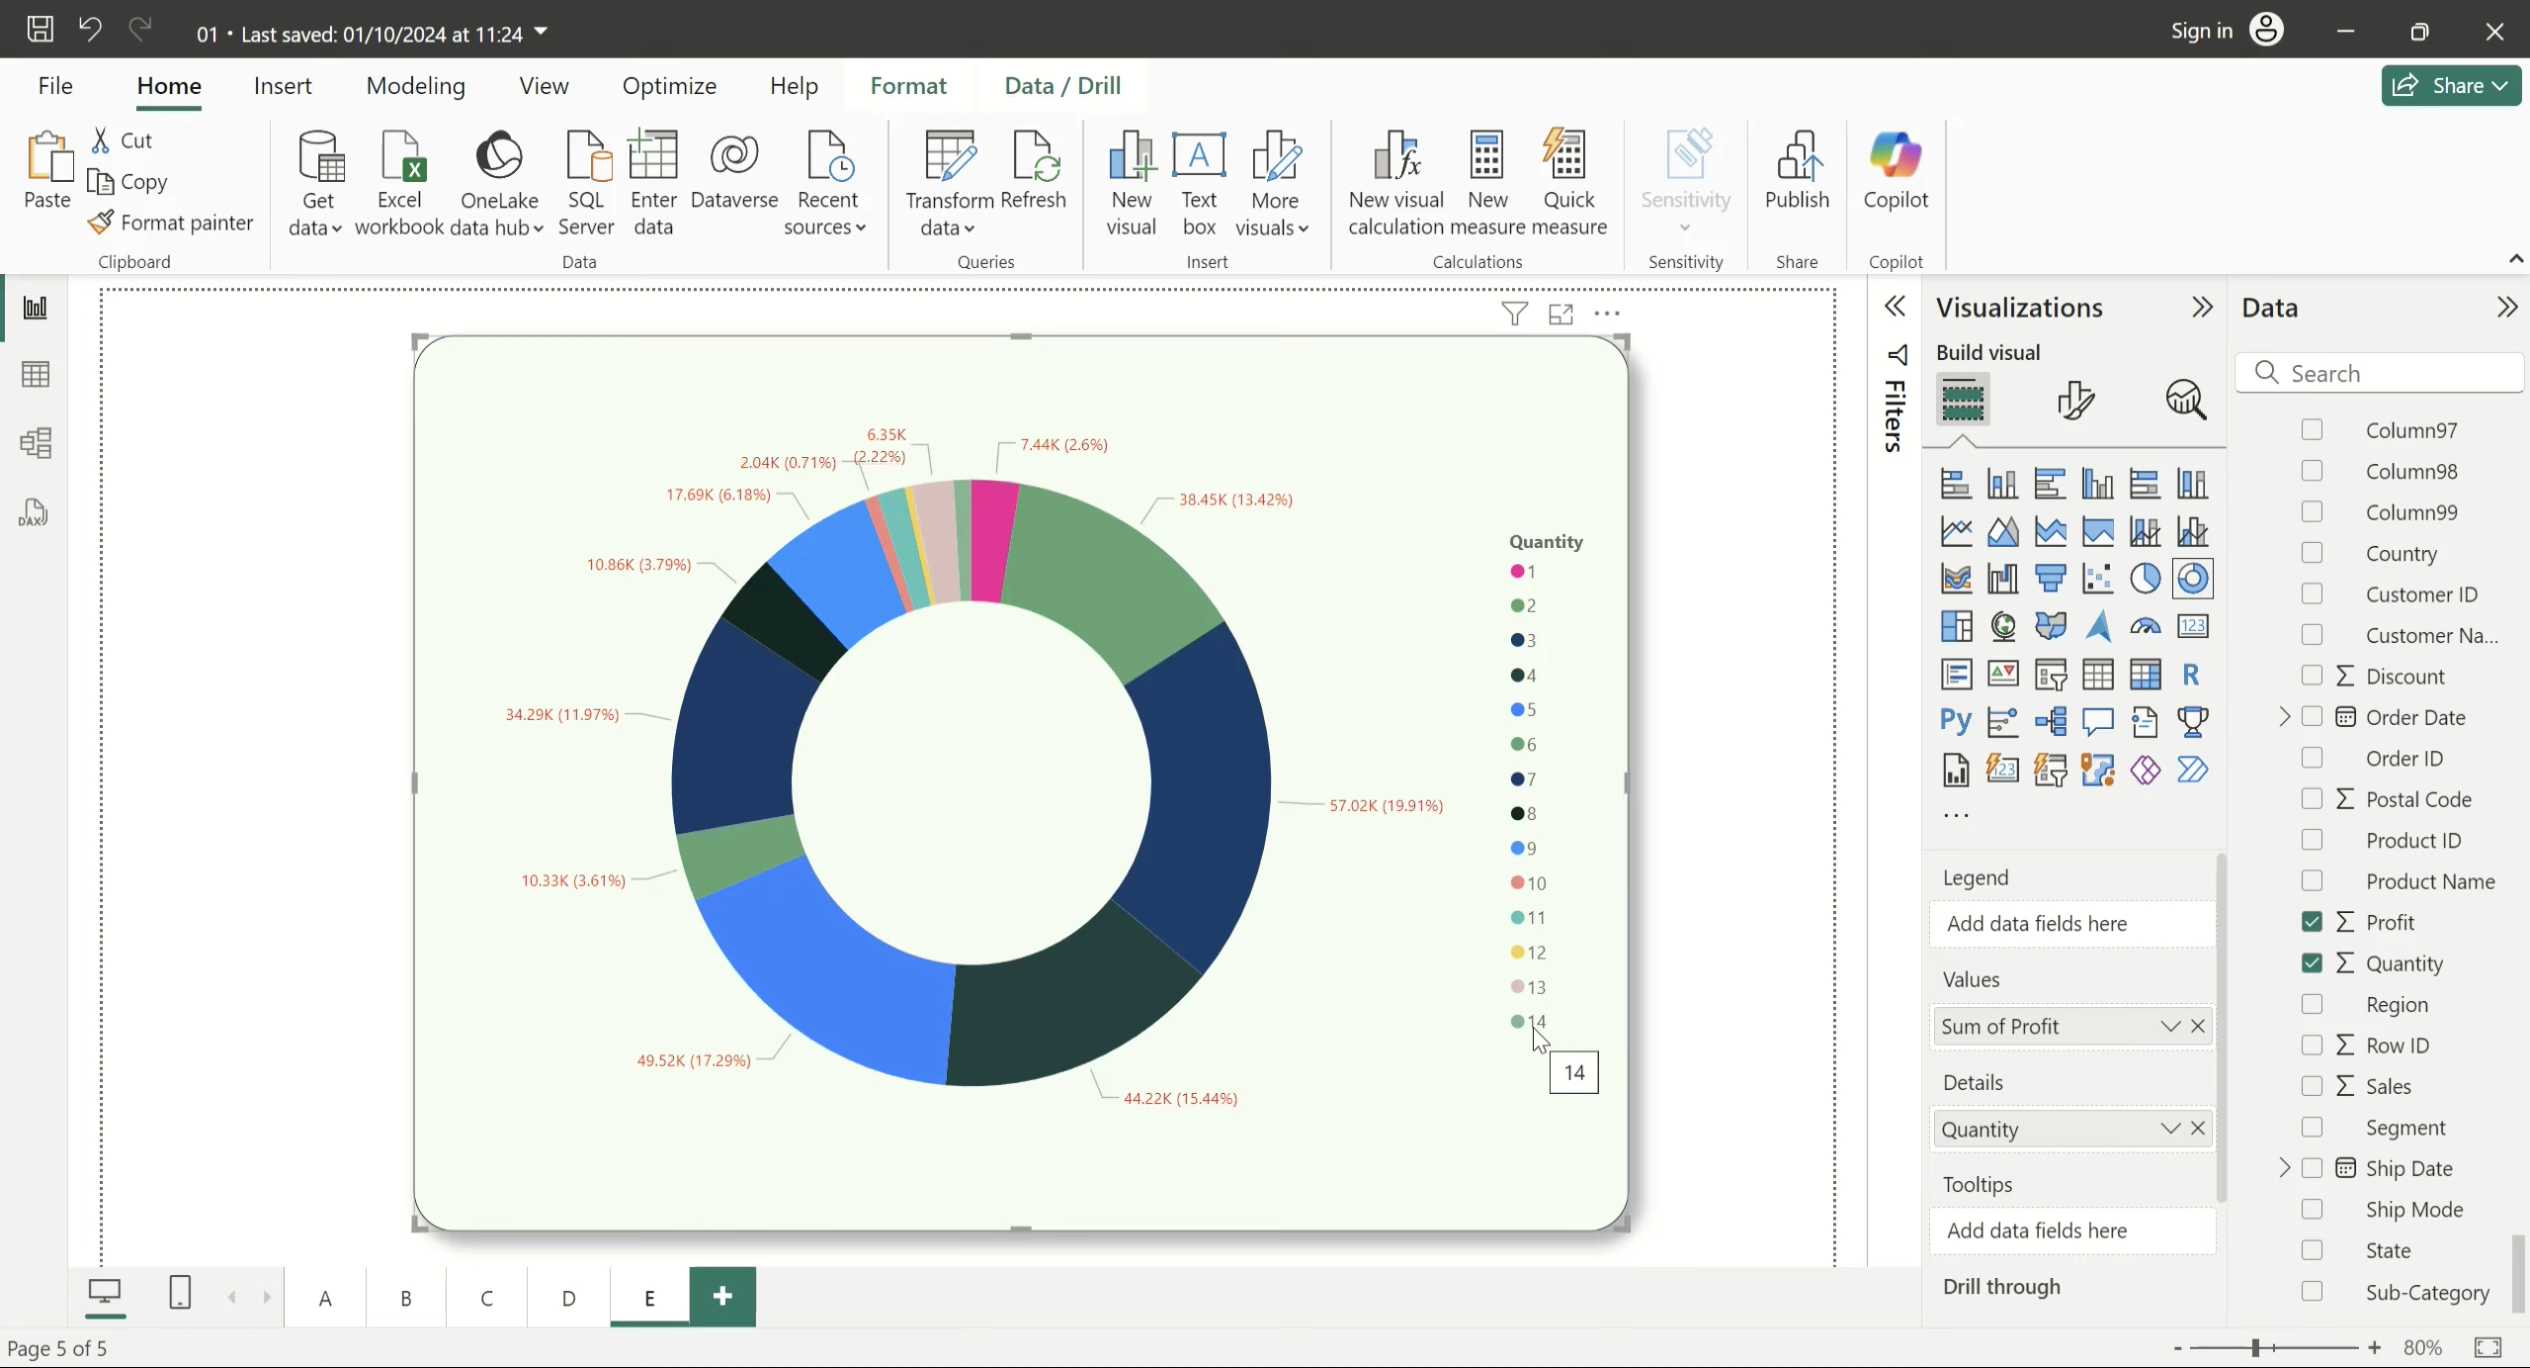 01 • Last saved: 01/10/2024 at 11:24
Sign in
File
Home
Insert
Modeling
View
Optimize
Help
Format
Data / Drill
Share
Paste
Cut
Copy
Format painter
Clipboard
Get
data
Excel
workbook
OneLake
data hub
SQL
Server
Enter
data
Dataverse
Recent
sources
Data
Transform
data
Refresh
Queries
New
visual
Text
box
More
visuals
Insert
New visual
calculation
New
measure
Quick
measure
Calculations
Sensitivity
Sensitivity
Publish
Share
Copilot
Copilot
DAX
6.35K
(2.22%)
7.44K (2.6%)
2.04K (0.71%)
17.69K (6.18%)
38.45K (13.42%)
10.86K (3.79%)
34.29K (11.97%)
57.02K (19.91%)
10.33K (3.61%)
49.52K (17.29%)
44.22K (15.44%)
Quantity
1
2
3
4
5
6
7
8
9
10
11
12
13
14
14
Filters
Visualizations
Build visual
123
R
Py
123
...
Legend
Add data fields here
Values
Sum of Profit
Details
Quantity
Tooltips
Add data fields here
Drill through
Data
Search
Column97
Column98
Column99
Country
Customer ID
Customer Na...
Discount
Order Date
Order ID
Postal Code
Product ID
Product Name
Profit
Quantity
Region
Row ID
Sales
Segment
Ship Date
Ship Mode
State
Sub-Category
A
B
C
D
E
Page 5 of 5
80%